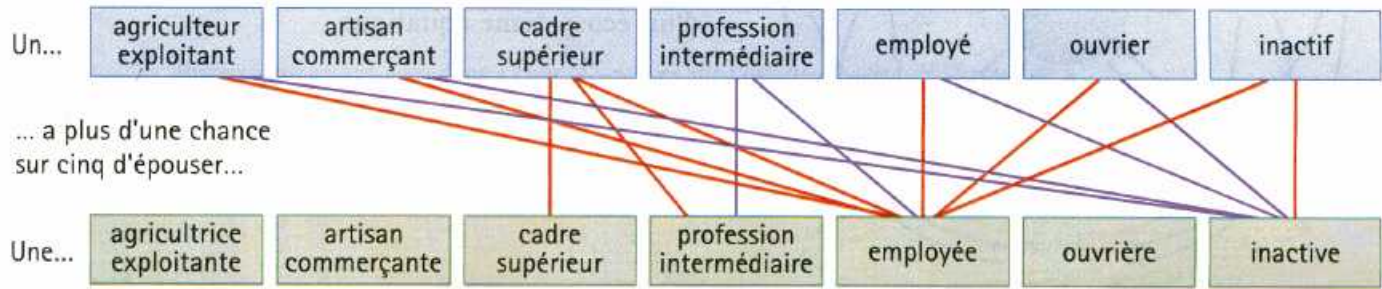 Un...
agriculteur
exploitant
artisan
commerçant
cadre
supérieur
profession
intermédiaire
employé
ouvrier
inactif
... a plus d'une chance
sur cinq d'épouser...
Une...
agricultrice
exploitante
artisan
commerçante
cadre
supérieur
profession
intermédiaire
employée
ouvrière
inactive